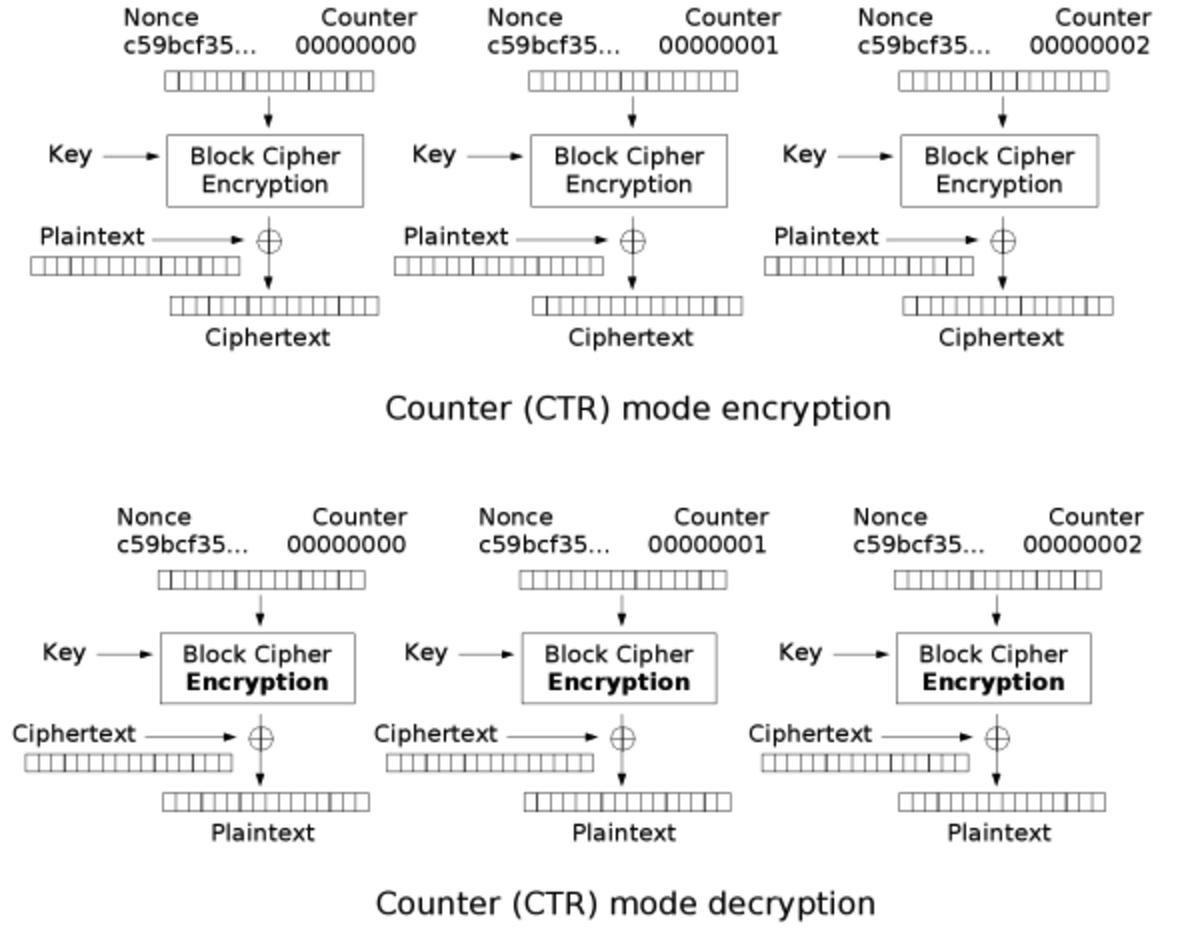 Nonce Counter Nonce Counter Nonce Counter
c59bcf35... 00000000 c59bcf35... 00000001 c59bcf35... 00000002
Key Block Cipher Key Block Cipher Key Block Cipher
Encryption Encryption Encryption
Plaintext Plaintext Plaintext
Ciphertext Ciphertext Ciphertext
Counter (CTR) mode encryption
Nonce Counter Nonce Counter Nonce Counter
c59bcf35... 00000000 c59bcf35... 00000001 c59bcf35... 00000002
Key Block Cipher Key Block Cipher Key Block Cipher
Encryption Encryption Encryption
Ciphertext Ciphertext Ciphertext
Plaintext Plaintext Plaintext
Counter (CTR) mode decryption